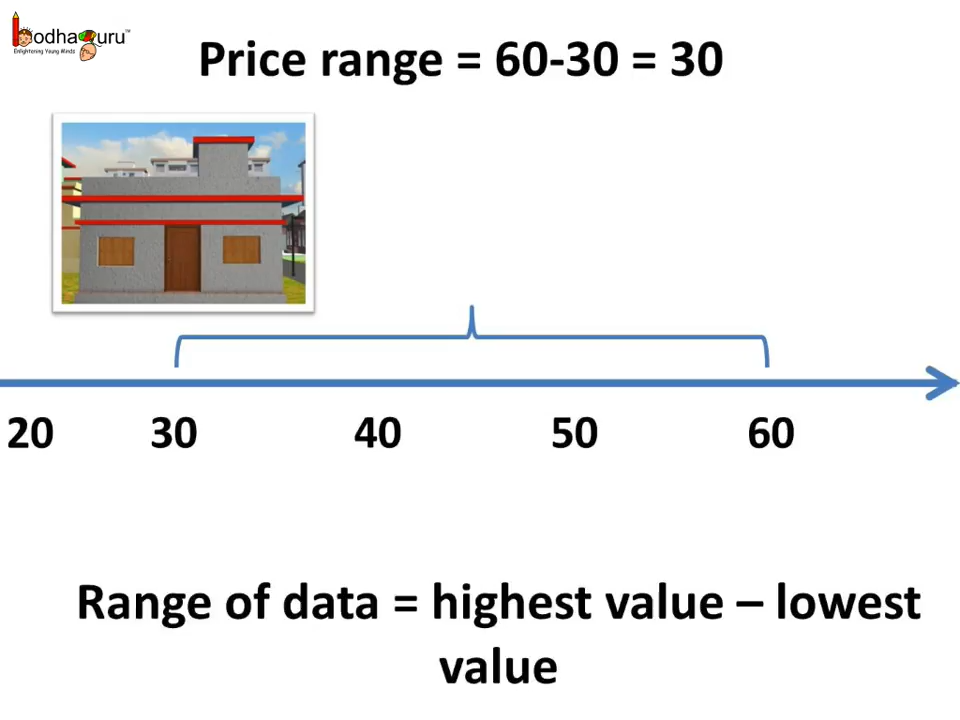 BodhaGuru™
Enlightening Young Minds
Price range = 60-30 = 30
20 30 40 50 60
Range of data = highest value – lowest
value